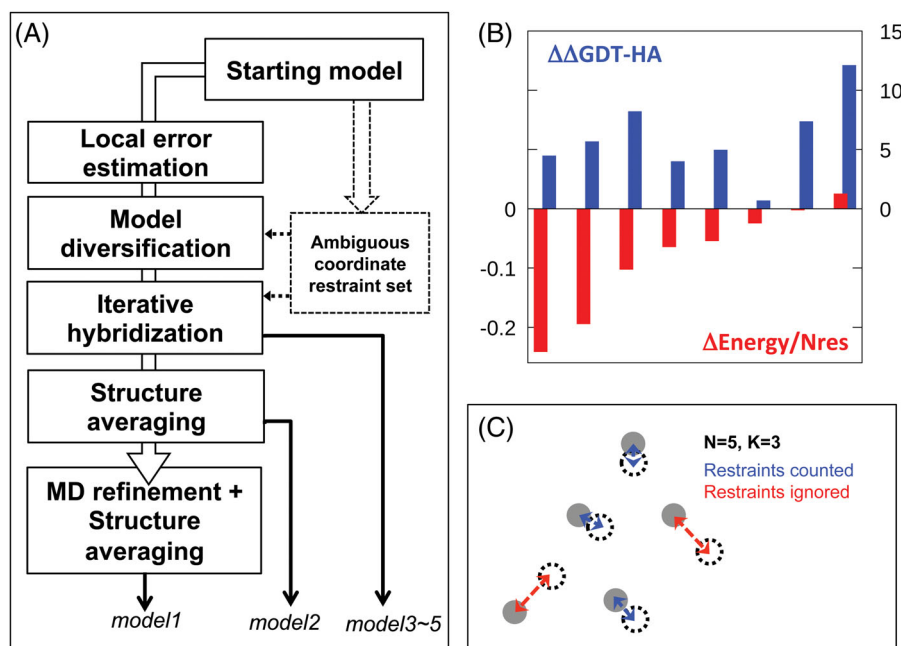 (A)
Starting model
Local error
estimation
Model
diversification
Ambiguous
coordinate
restraint set
Iterative
hybridization
Structure
averaging
MD refinement +
Structure
averaging
model1
model2
model3~5
(B)
ΔΔGDT-HA
15
10
5
0
0
-0.1
-0.2
ΔEnergy/Nres
(C)
N=5, K=3
Restraints counted
Restraints ignored